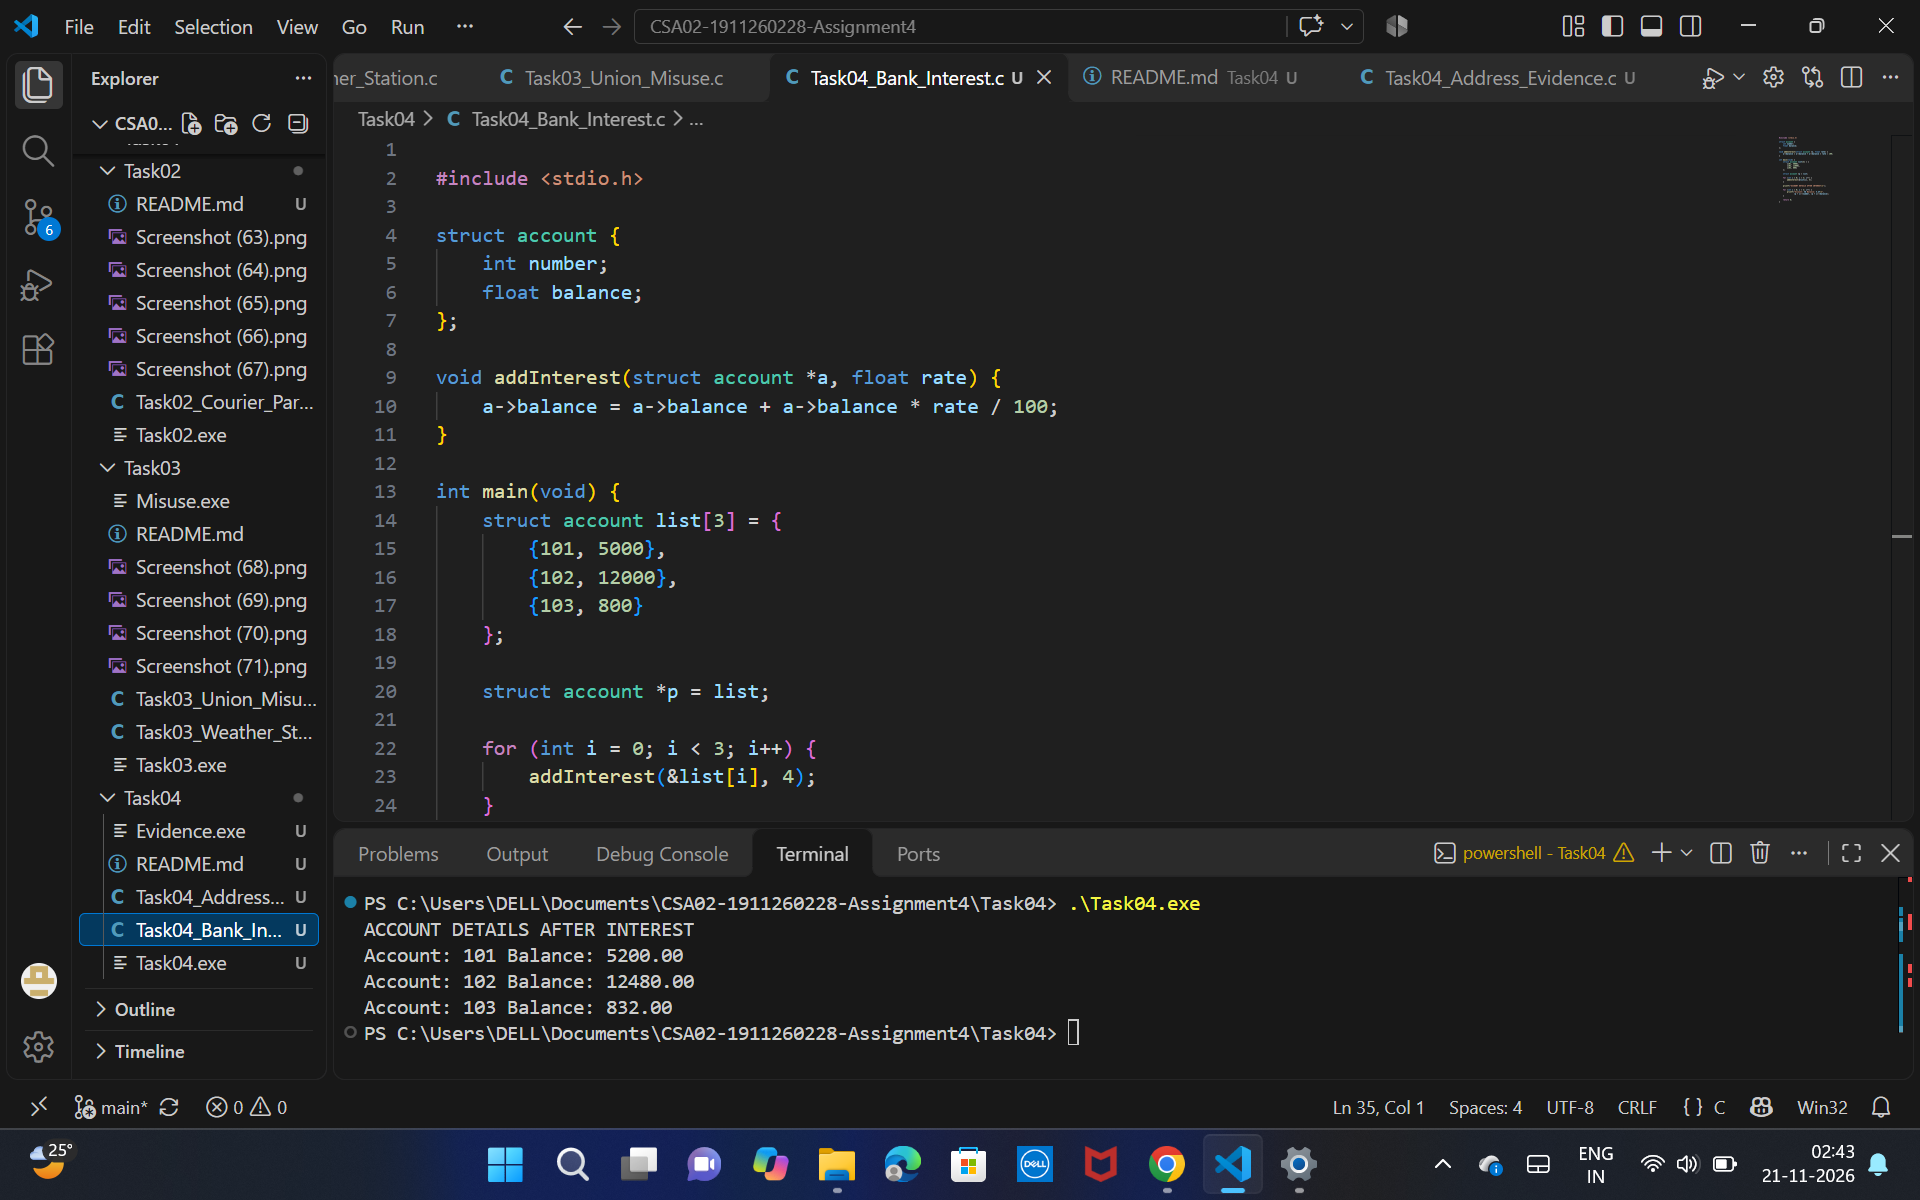 File Edit Selection View Go Run ···
CSA02-1911260228-Assignment4
Explorer ···
CSA0...
Task02
README.md U
Screenshot (63).png
Screenshot (64).png
Screenshot (65).png
Screenshot (66).png
Screenshot (67).png
Task02_Courier_Par...
Task02.exe
Task03
Misuse.exe
README.md
Screenshot (68).png
Screenshot (69).png
Screenshot (70).png
Screenshot (71).png
Task03_Union_Misu...
Task03_Weather_St...
Task03.exe
Task04
Evidence.exe U
README.md U
Task04_Address... U
Task04_Bank_In... U
Task04.exe U
Outline
Timeline
6
ner_Station.c C Task03_Union_Misuse.c C Task04_Bank_Interest.c U README.md Task04 U C Task04_Address_Evidence.c U
Task04 > C Task04_Bank_Interest.c > ...
1
2 #include <stdio.h>
3
4 struct account {
5 int number;
6 float balance;
7 };
8
9 void addInterest(struct account *a, float rate) {
10 a->balance = a->balance + a->balance * rate / 100;
11 }
12
13 int main(void) {
14 struct account list[3] = {
15 {101, 5000},
16 {102, 12000},
17 {103, 800}
18 };
19
20 struct account *p = list;
21
22 for (int i = 0; i < 3; i++) {
23 addInterest(&list[i], 4);
24 }
Problems Output Debug Console Terminal Ports
powershell - Task04
PS C:\Users\DELL\Documents\CSA02-1911260228-Assignment4\Task04> .\Task04.exe
ACCOUNT DETAILS AFTER INTEREST
Account: 101 Balance: 5200.00
Account: 102 Balance: 12480.00
Account: 103 Balance: 832.00
PS C:\Users\DELL\Documents\CSA02-1911260228-Assignment4\Task04>
main* 0 0
Ln 35, Col 1 Spaces: 4 UTF-8 CRLF {} C Win32
25°
DELL
ENG
IN
02:43
21-11-2026